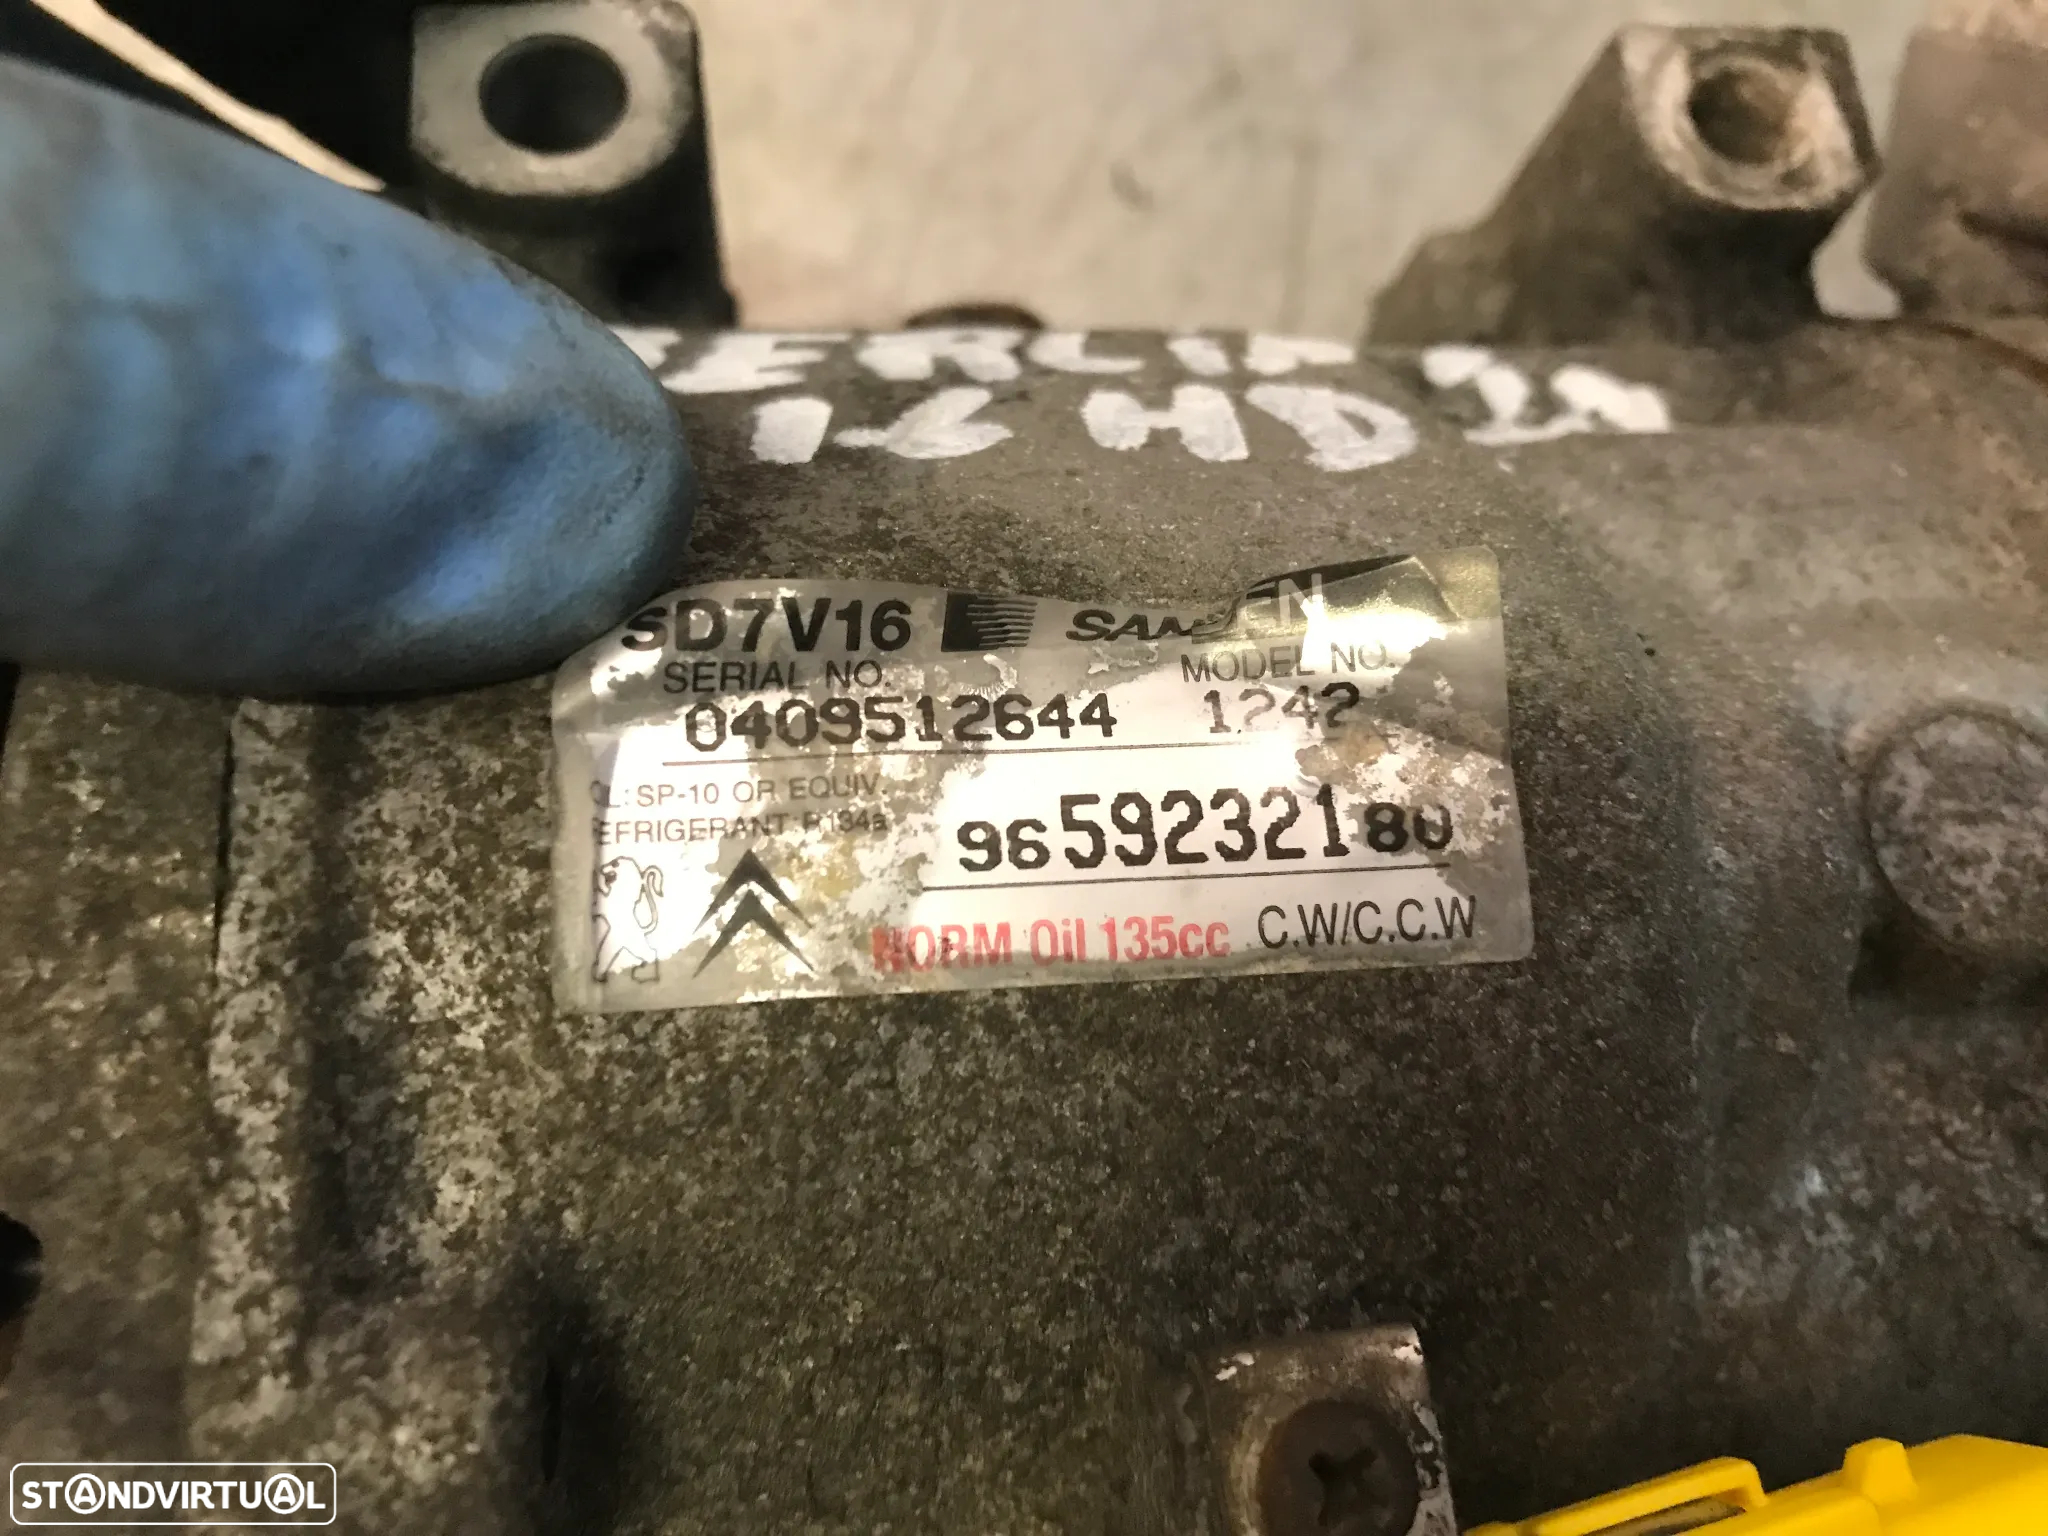 1.6 HDI
SD7V16 SANDEN
SERIAL NO. MODEL NO.
0409512644 1242
SP-10 OR EQUIV.
R134a
9659232180
NORM Oil 135cc C.W/C.C.W
STANDVIRTUAL